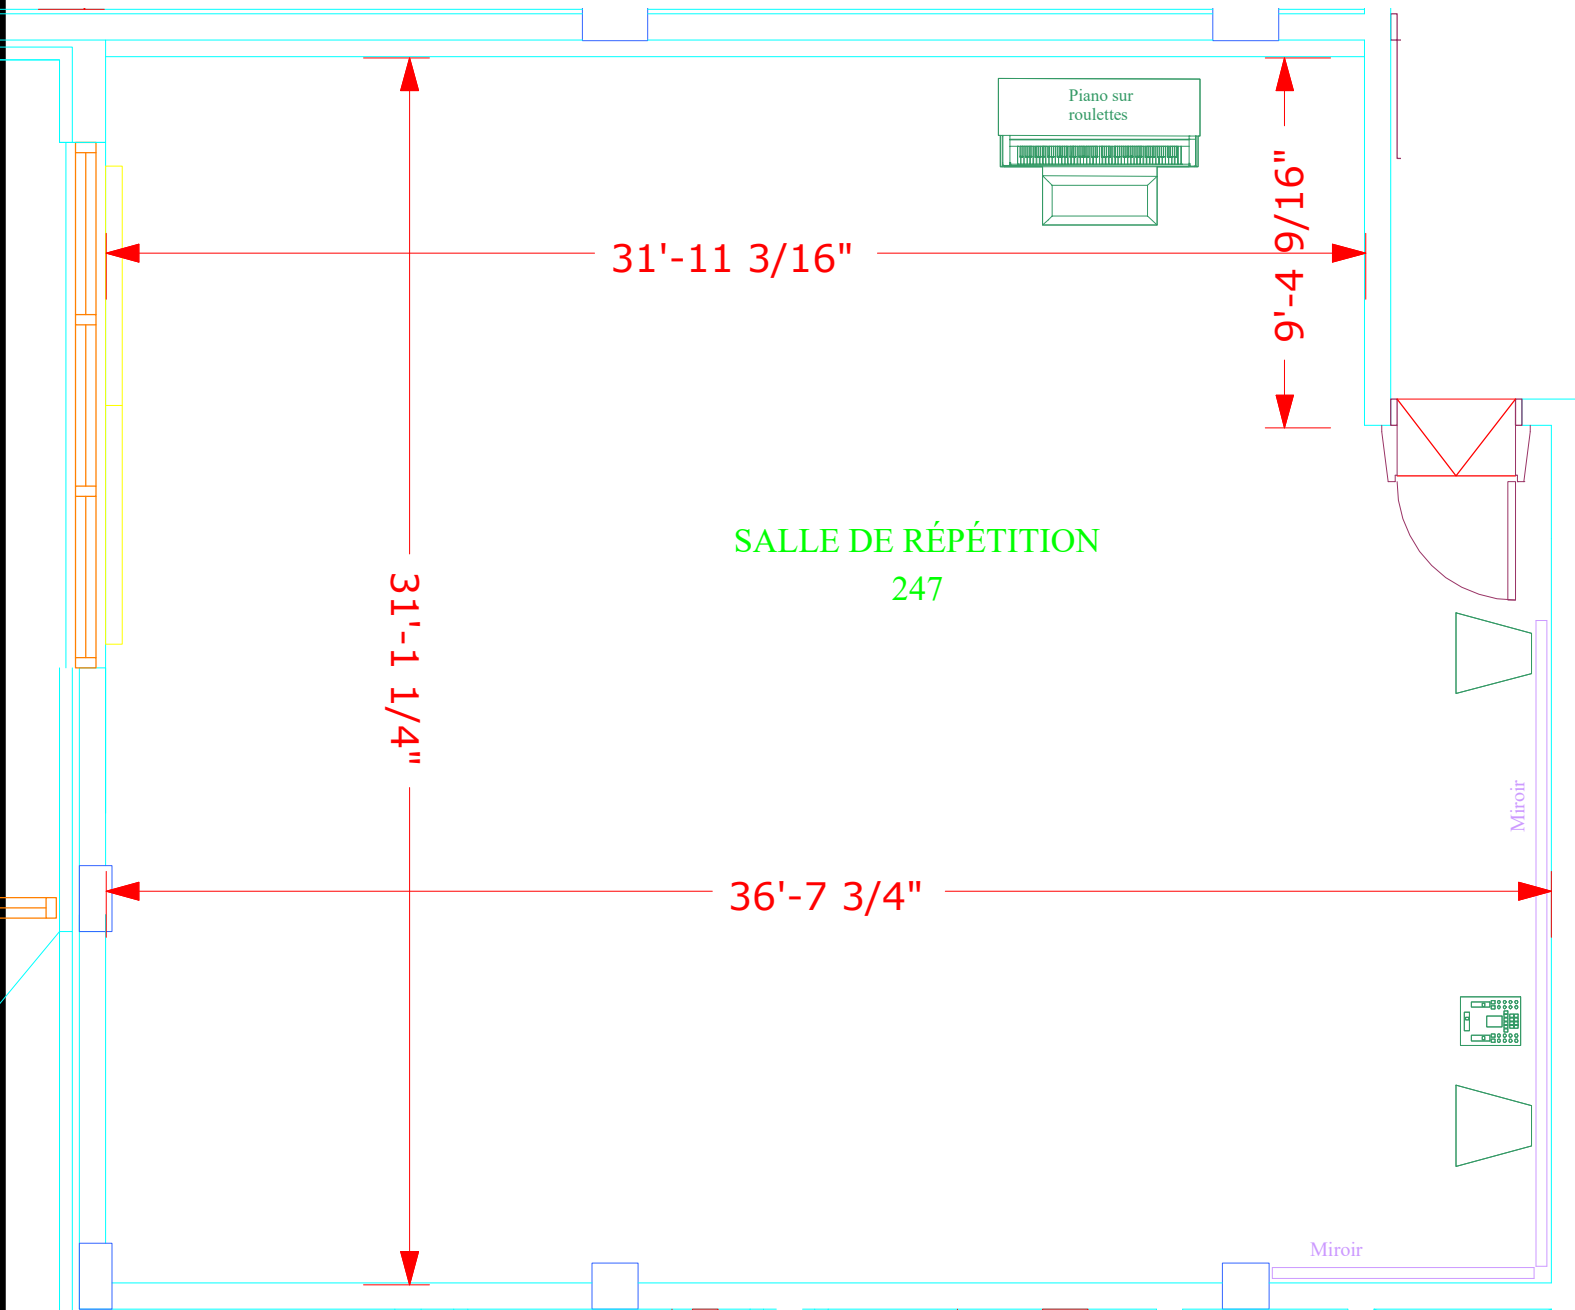 Piano sur
roulettes
31'-11 3/16"
9'-4 9/16"
SALLE DE RÉPÉTITION
247
31'-1 1/4"
Miroir
36'-7 3/4"
Miroir